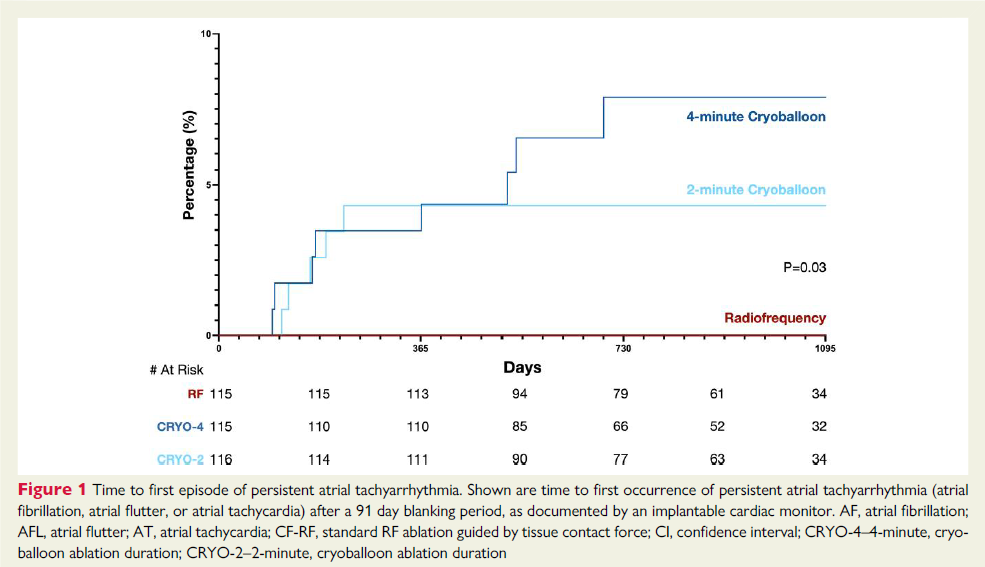 10
4-minute Cryoballoon
Percentage (%)
5
2-minute Cryoballoon
P=0.03
Radiofrequency
0
0 365 730 1095
# At Risk Days
RF 115 115 113 94 79 61 34
CRYO-4 115 110 110 85 66 52 32
CRYO-2 116 114 111 90 77 63 34
Figure 1 Time to first episode of persistent atrial tachyarrhythmia. Shown are time to first occurrence of persistent atrial tachyarrhythmia (atrial
fibrillation, atrial flutter, or atrial tachycardia) after a 91 day blanking period, as documented by an implantable cardiac monitor. AF, atrial fibrillation;
AFL, atrial flutter; AT, atrial tachycardia; CF-RF, standard RF ablation guided by tissue contact force; CI, confidence interval; CRYO-4–4-minute, cryo-
balloon ablation duration; CRYO-2–2-minute, cryoballoon ablation duration